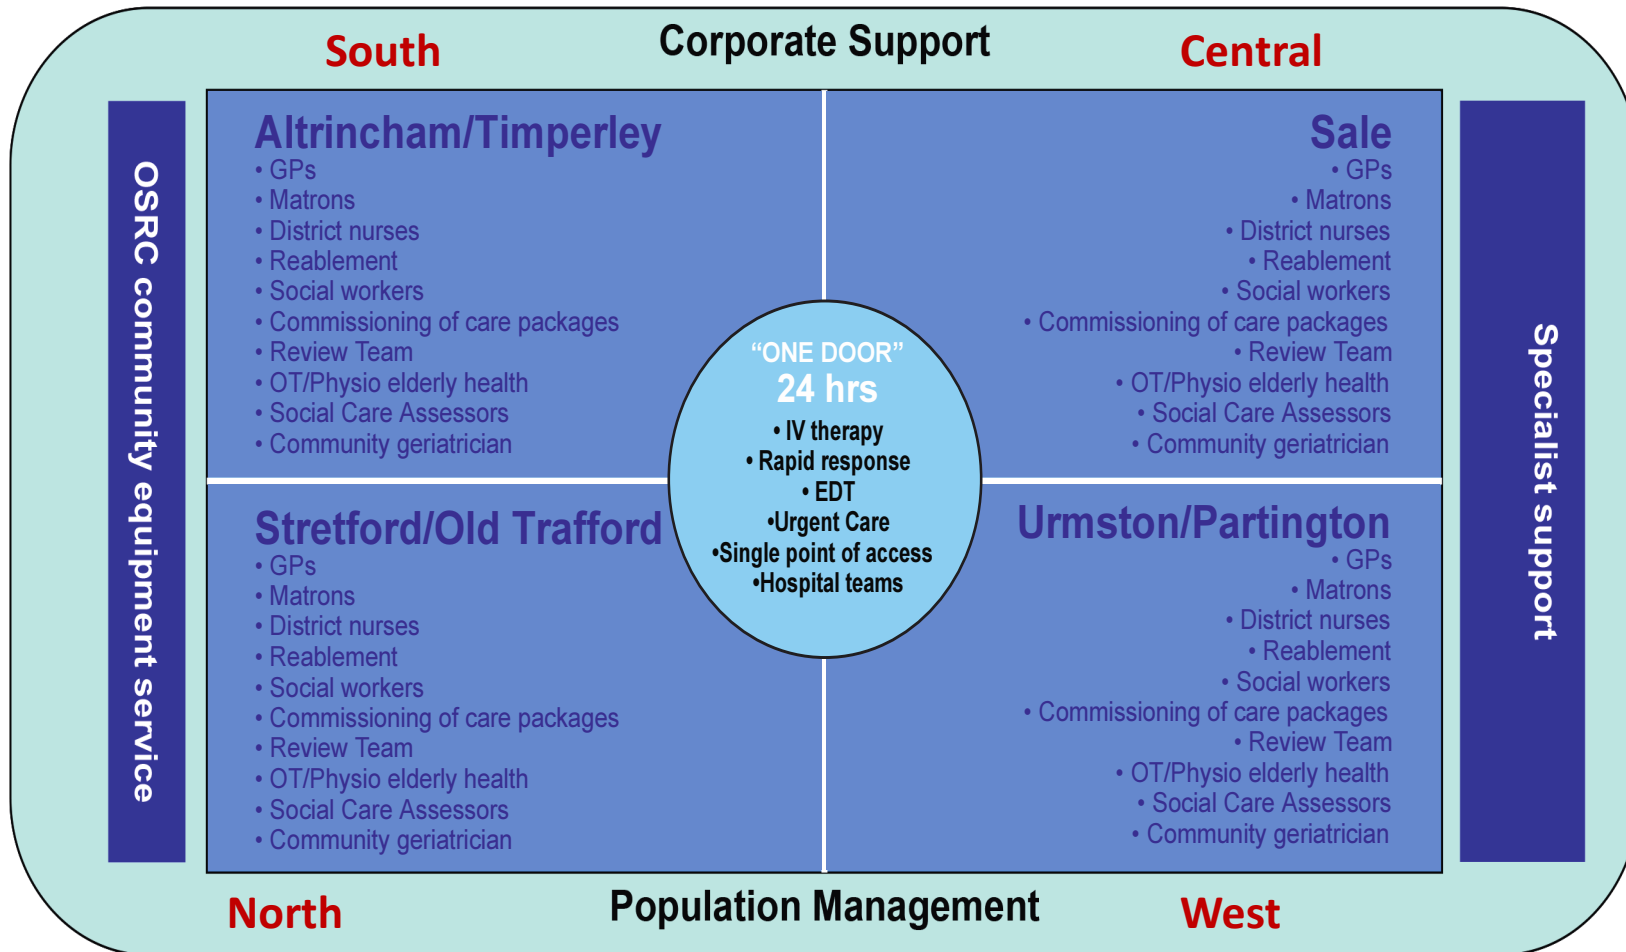 South
Corporate Support
Central
OSRC community equipment service
Altrincham/Timperley
• GPs
• Matrons
• District nurses
• Reablement
• Social workers
• Commissioning of care packages
• Review Team
• OT/Physio elderly health
• Social Care Assessors
• Community geriatrician
Sale
• GPs
• Matrons
• District nurses
• Reablement
• Social workers
• Commissioning of care packages
• Review Team
• OT/Physio elderly health
• Social Care Assessors
• Community geriatrician
“ONE DOOR”
24 hrs
• IV therapy
• Rapid response
• EDT
•Urgent Care
•Single point of access
•Hospital teams
Stretford/Old Trafford
• GPs
• Matrons
• District nurses
• Reablement
• Social workers
• Commissioning of care packages
• Review Team
• OT/Physio elderly health
• Social Care Assessors
• Community geriatrician
Urmston/Partington
• GPs
• Matrons
• District nurses
• Reablement
• Social workers
• Commissioning of care packages
• Review Team
• OT/Physio elderly health
• Social Care Assessors
• Community geriatrician
Specialist support
North
Population Management
West